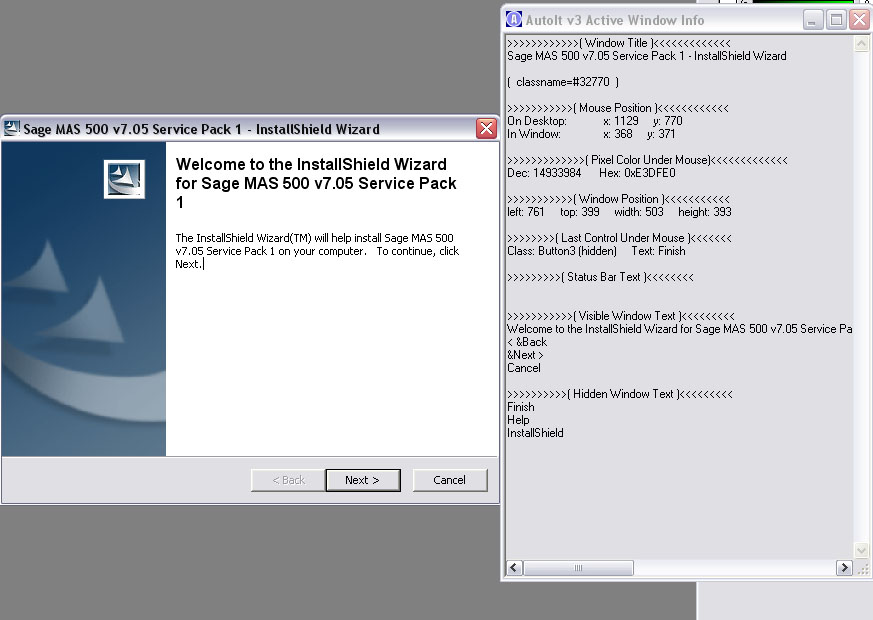 Sage MAS 500 v7.05 Service Pack 1 - InstallShield Wizard
Welcome to the InstallShield Wizard
for Sage MAS 500 v7.05 Service Pack
1
The InstallShield Wizard(TM) will help install Sage MAS 500
v7.05 Service Pack 1 on your computer. To continue, click
Next.
< Back
Next >
Cancel
AutoIt v3 Active Window Info
>>>>>>>>>>>>( Window Title )<<<<<<<<<<<<<
Sage MAS 500 v7.05 Service Pack 1 - InstallShield Wizard
( classname=#32770 )
>>>>>>>>>>>( Mouse Position )<<<<<<<<<<<<
On Desktop: x: 1129 y: 770
In Window: x: 368 y: 371
>>>>>>>>>>>>>( Pixel Color Under Mouse)<<<<<<<<<<<<<
Dec: 14933984 Hex: 0xE3DFE0
>>>>>>>>>>>( Window Position )<<<<<<<<<<<
left: 761 top: 399 width: 503 height: 393
>>>>>>>>( Last Control Under Mouse )<<<<<<<
Class: Button3 (hidden) Text: Finish
>>>>>>>>>( Status Bar Text )<<<<<<<<
>>>>>>>>>>>( Visible Window Text )<<<<<<<<<
Welcome to the InstallShield Wizard for Sage MAS 500 v7.05 Service Pa
< &Back
&Next >
Cancel
>>>>>>>>>>( Hidden Window Text )<<<<<<<<<
Finish
Help
InstallShield